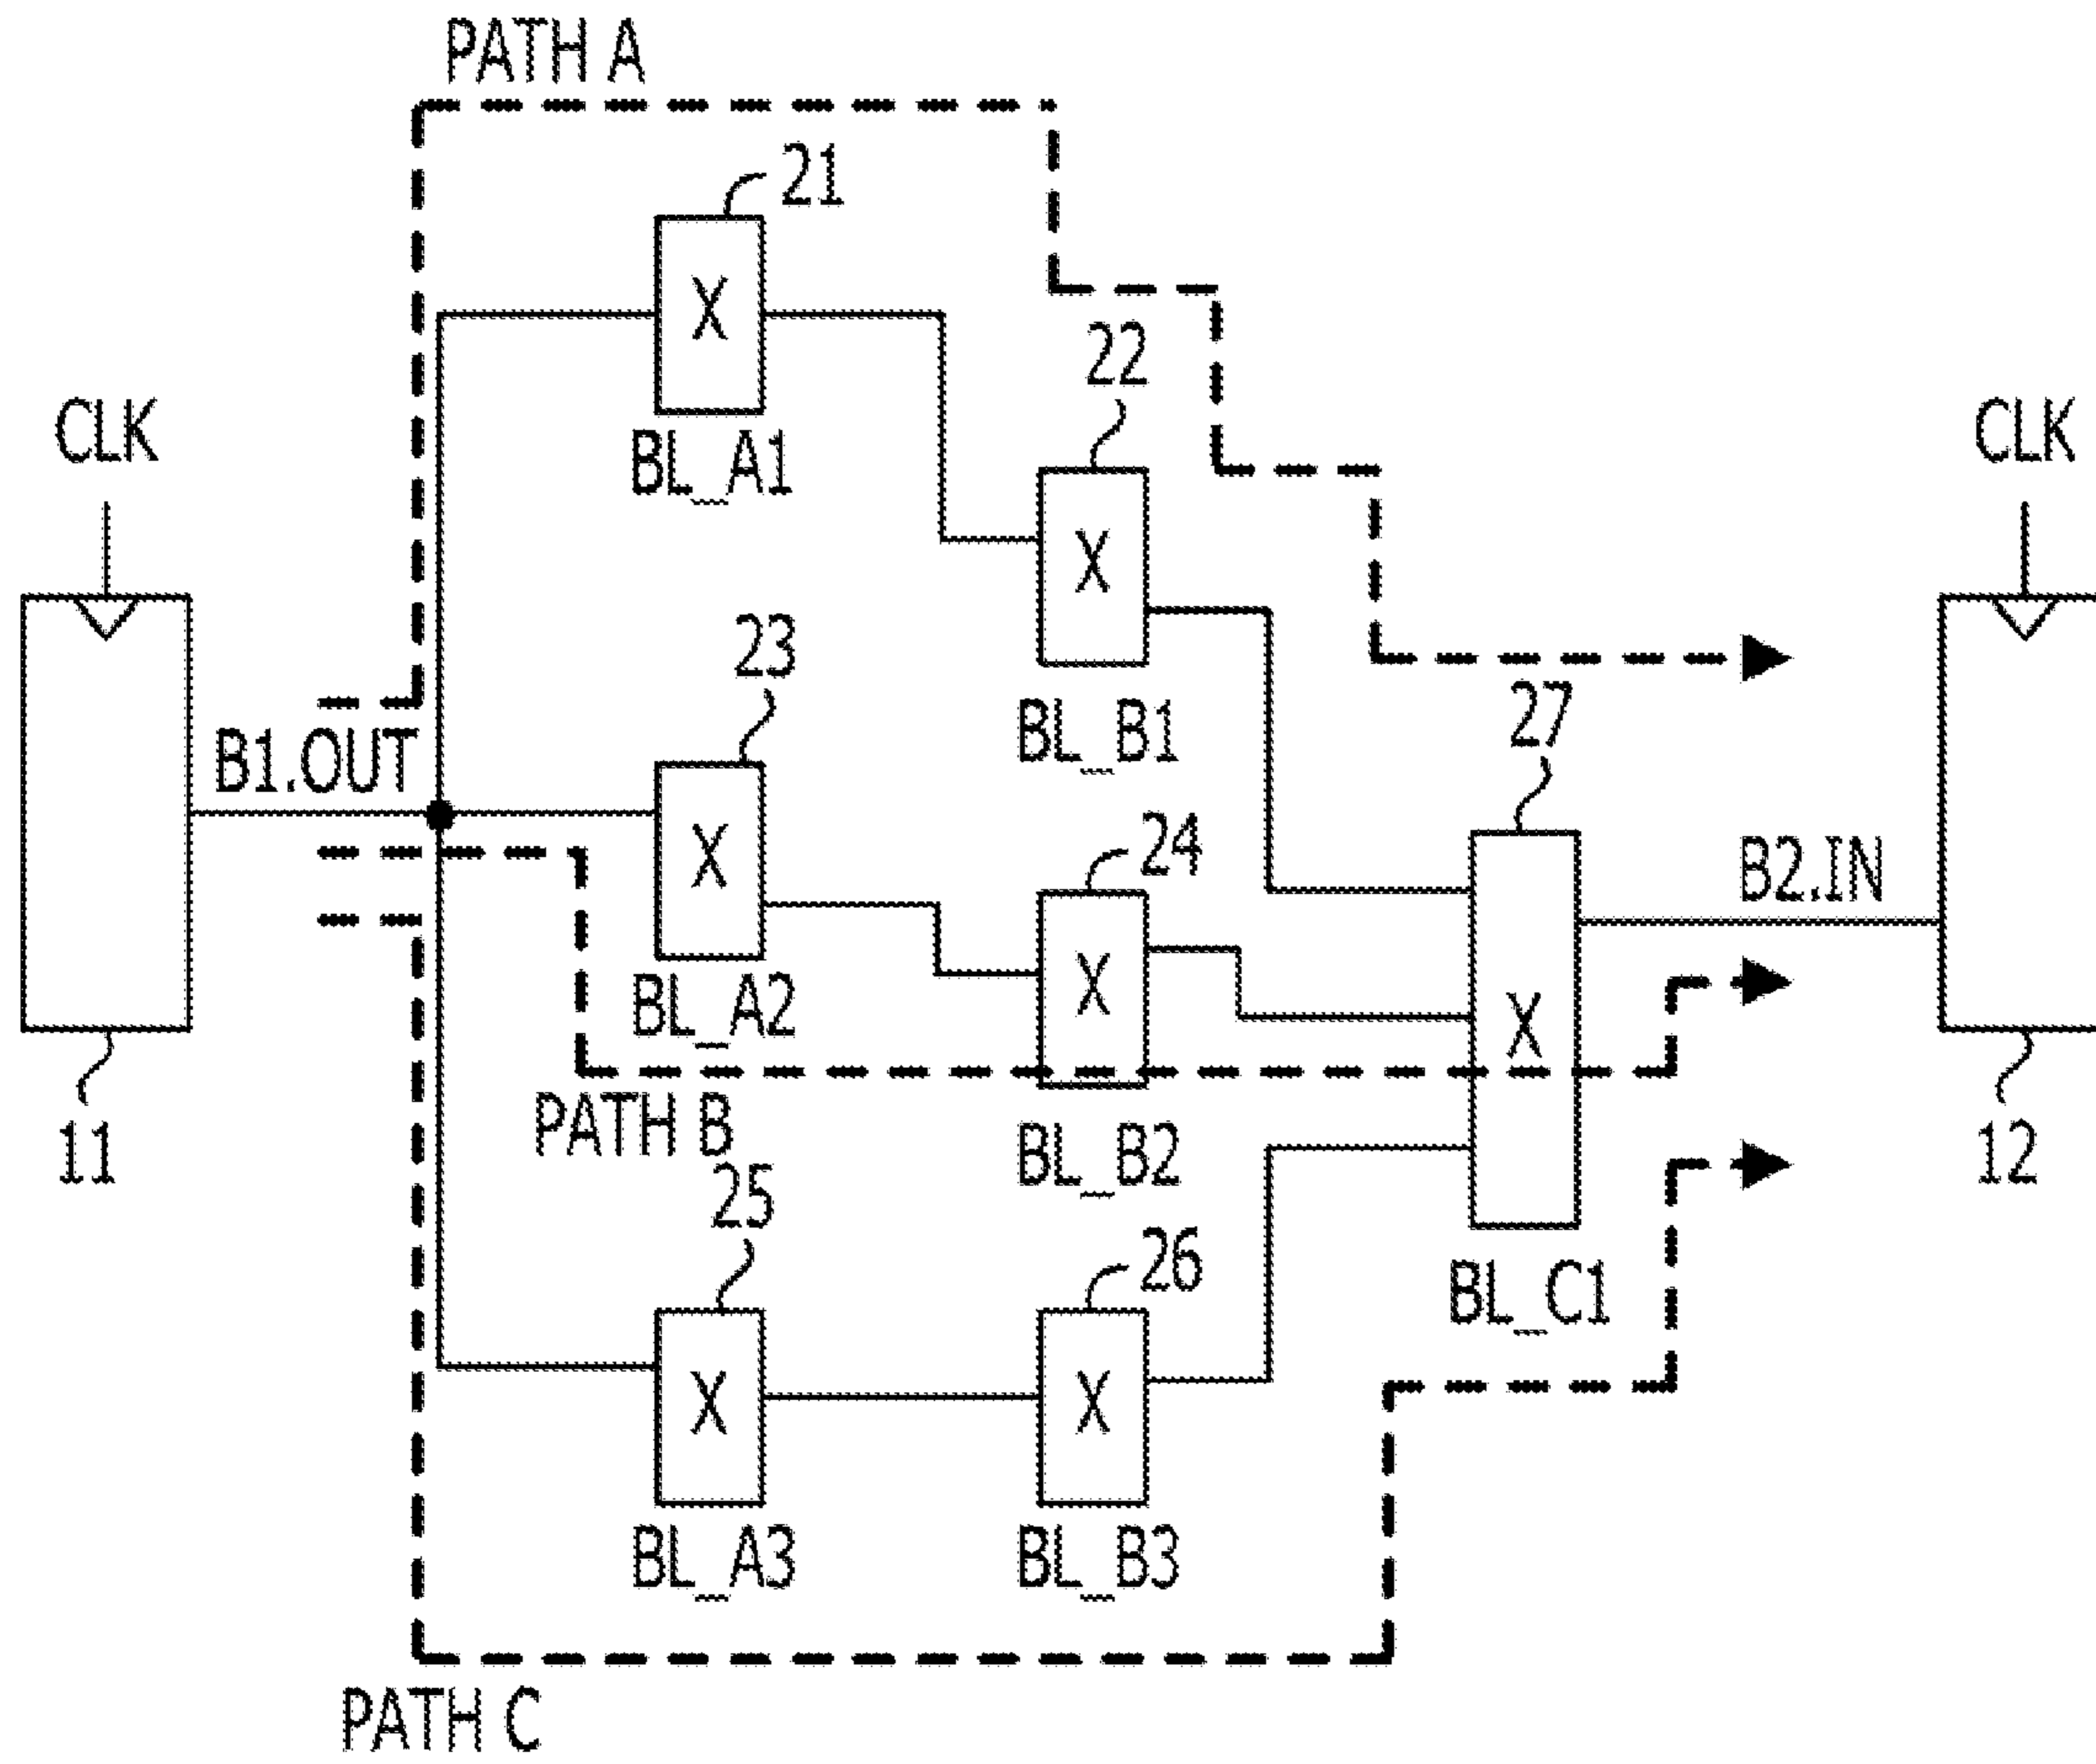 PATH A
21
X
BL_A1
CLK
22
X
BL_B1
CLK
23
B1.OUT
X
BL_A2
27
24
X
B2.IN
X
PATH B
BL_B2
11
12
25
26
X
X
BL_C1
BL_A3
BL_B3
PATH C